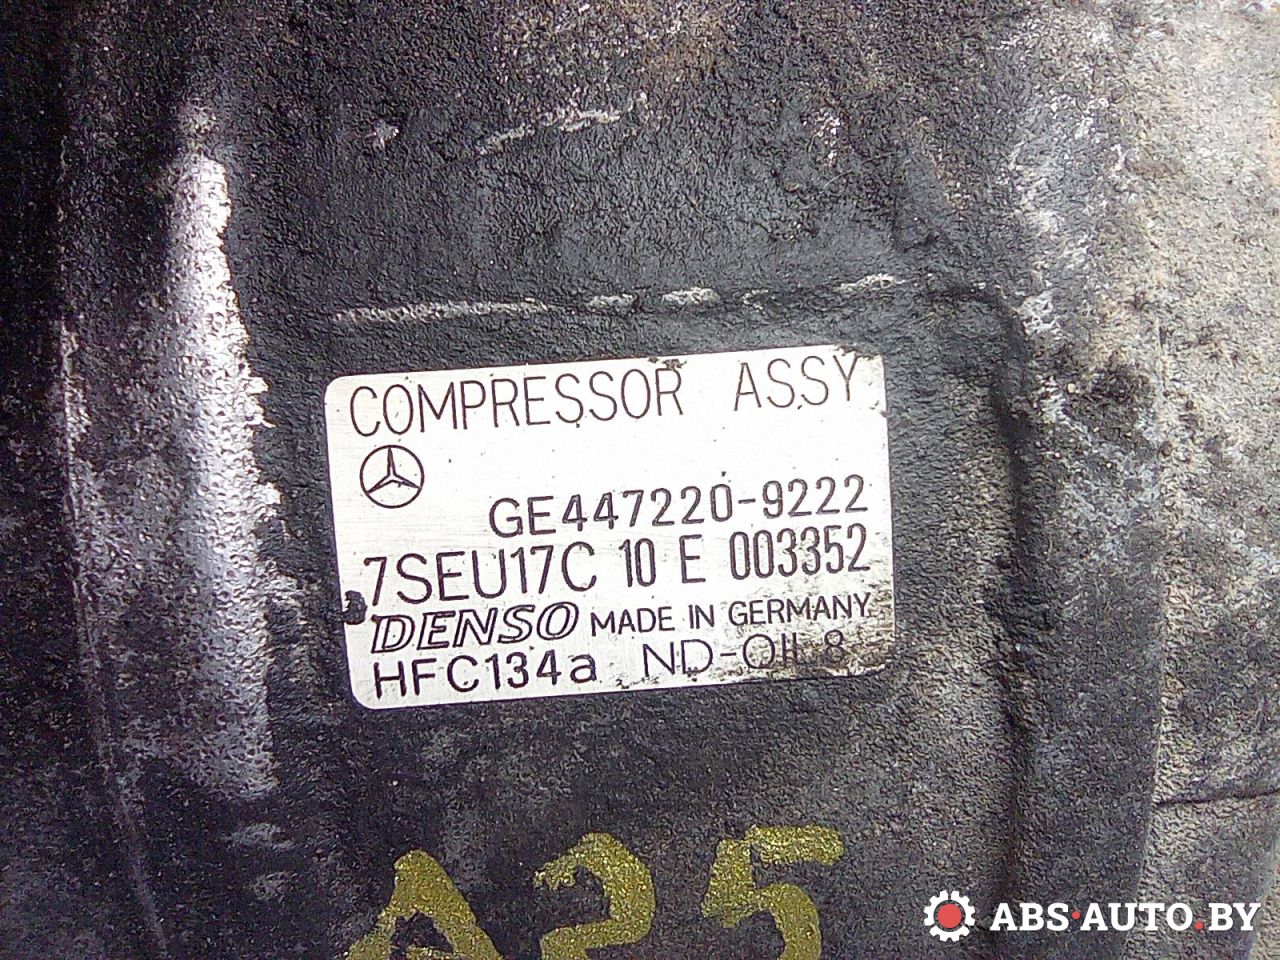 COMPRESSOR ASSY
GE447220-9222
7SEU17C 10 E 003352
DENSO MADE IN GERMANY.
HFC134a ND-OIL 8
A25
ABS·AUTO.BY